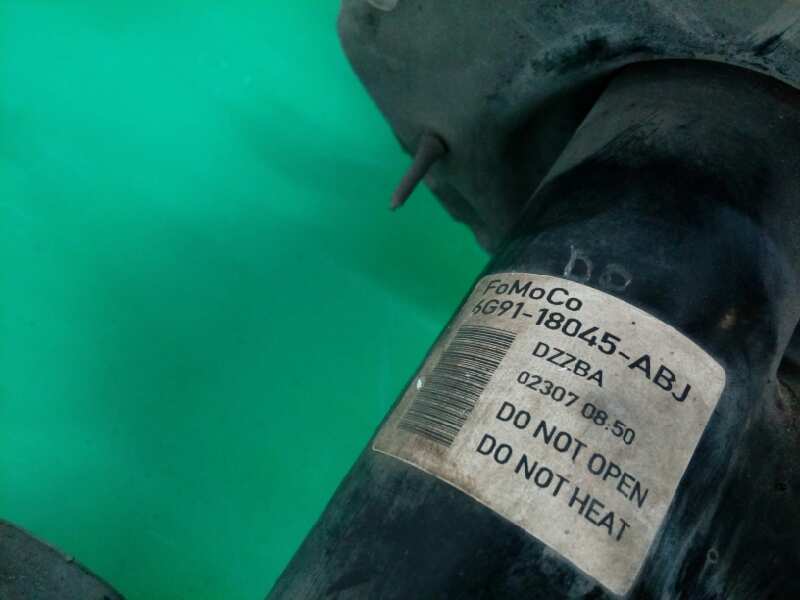 FoMoCo
6G91-18045-ABJ
DZZBA
02307 08.50
DO NOT OPEN
DO NOT HEAT